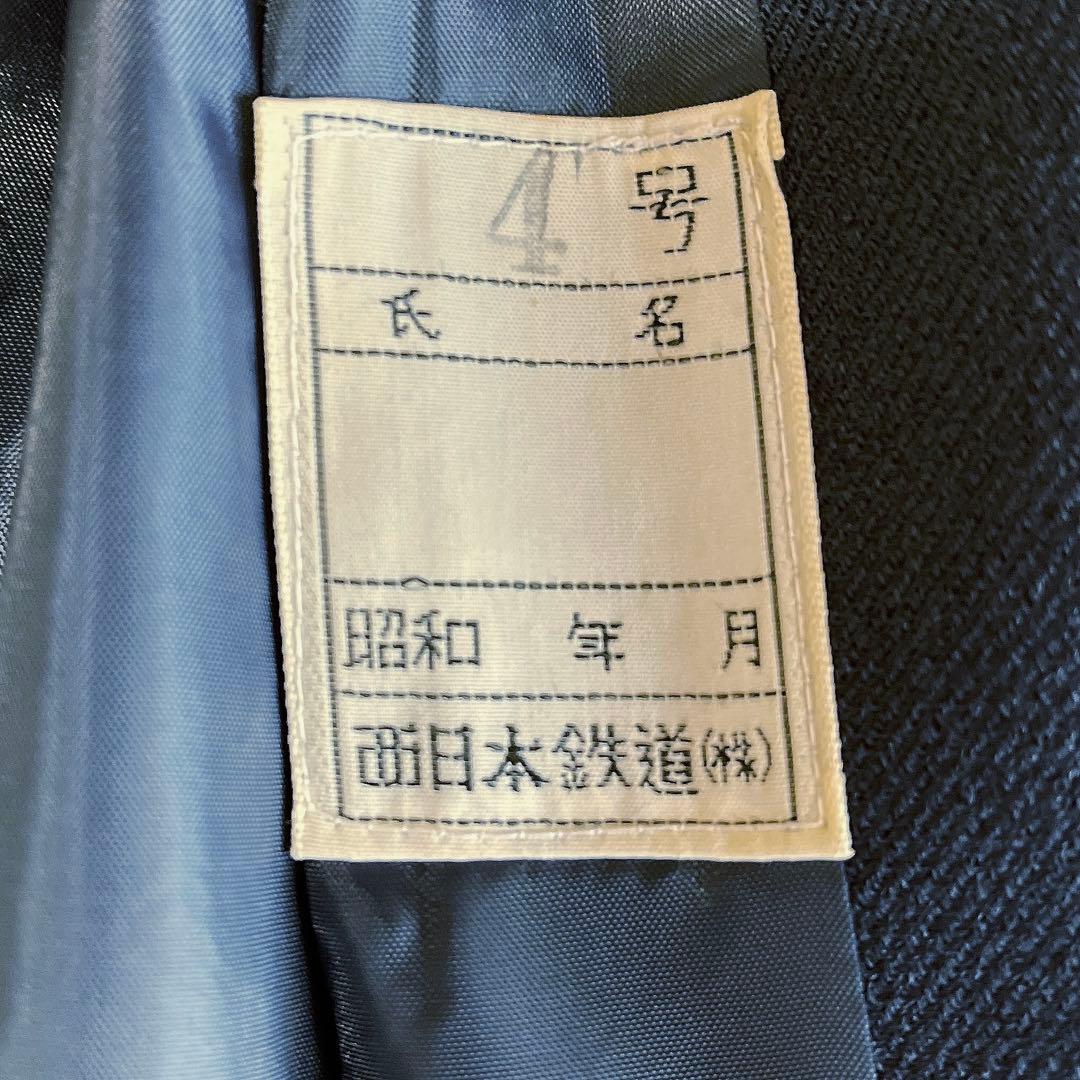 4号
氏 名
昭和 年 月
西日本鉄道(株)